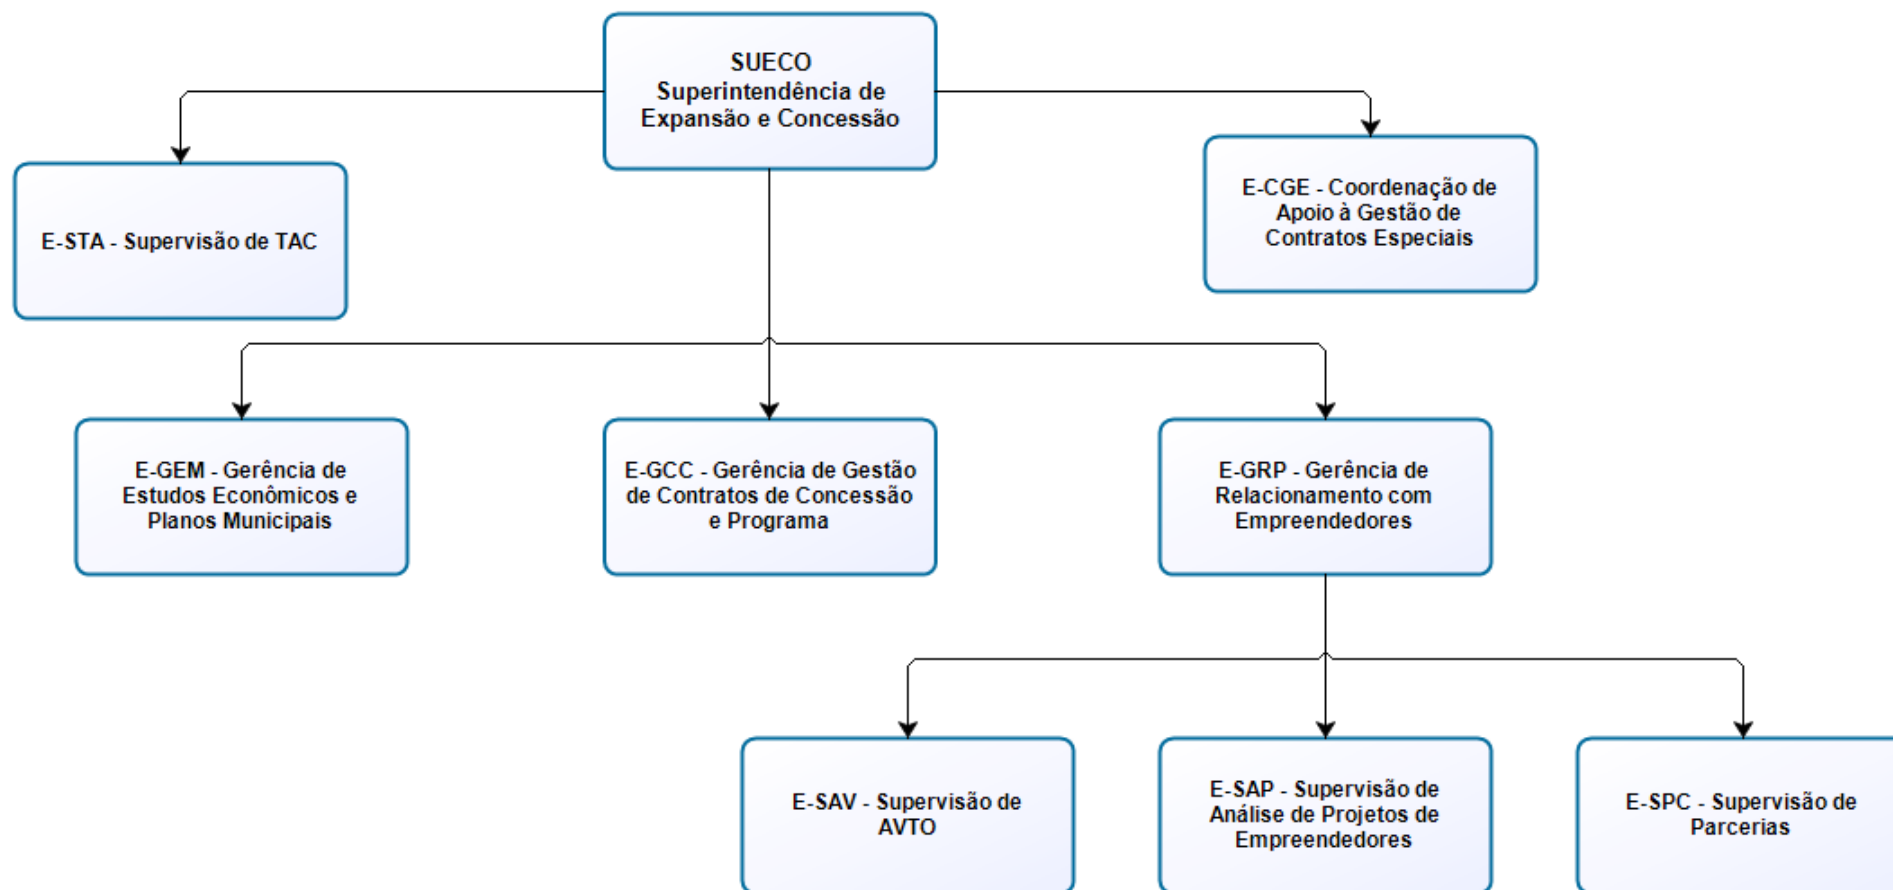 SUECO
Superintendência de
Expansão e Concessão
E-STA - Supervisão de TAC
E-CGE - Coordenação de
Apoio à Gestão de
Contratos Especiais
E-GEM - Gerência de
Estudos Econômicos e
Planos Municipais
E-GCC - Gerência de Gestão
de Contratos de Concessão
e Programa
E-GRP - Gerência de
Relacionamento com
Empreendedores
E-SAV - Supervisão de
AVTO
E-SAP - Supervisão de
Análise de Projetos de
Empreendedores
E-SPC - Supervisão de
Parcerias